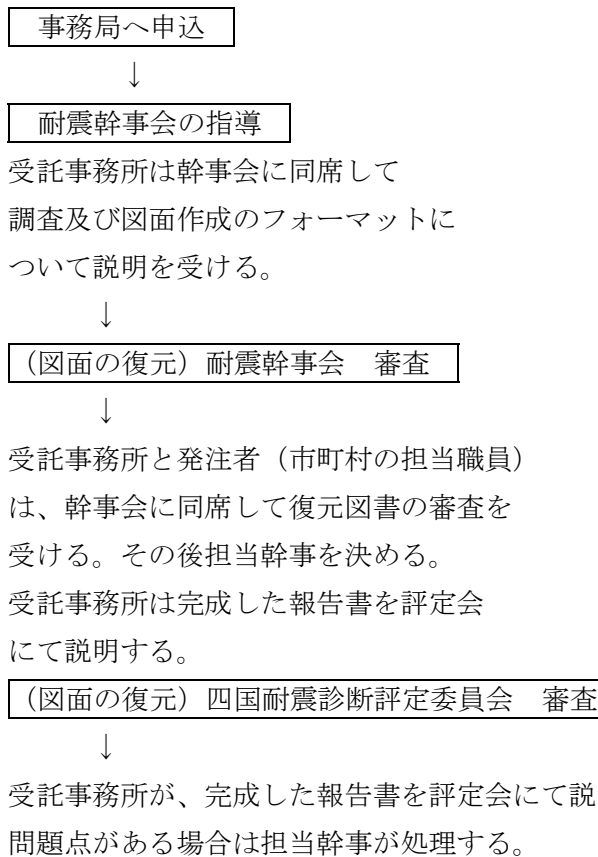 事務局へ申込
↓
耐震幹事会の指導
受託事務所は幹事会に同席して
調査及び図面作成のフォーマットに
ついて説明を受ける。
↓
（図面の復元）耐震幹事会　審査
↓
受託事務所と発注者（市町村の担当職員）
は、幹事会に同席して復元図書の審査を
受ける。その後担当幹事を決める。
受託事務所は完成した報告書を評定会
にて説明する。
（図面の復元）四国耐震診断評定委員会　審査
↓
受託事務所が、完成した報告書を評定会にて説
問題点がある場合は担当幹事が処理する。